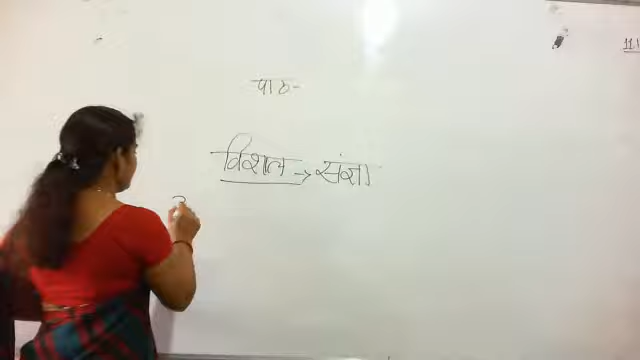 पाठ-
विशाल → संज्ञा